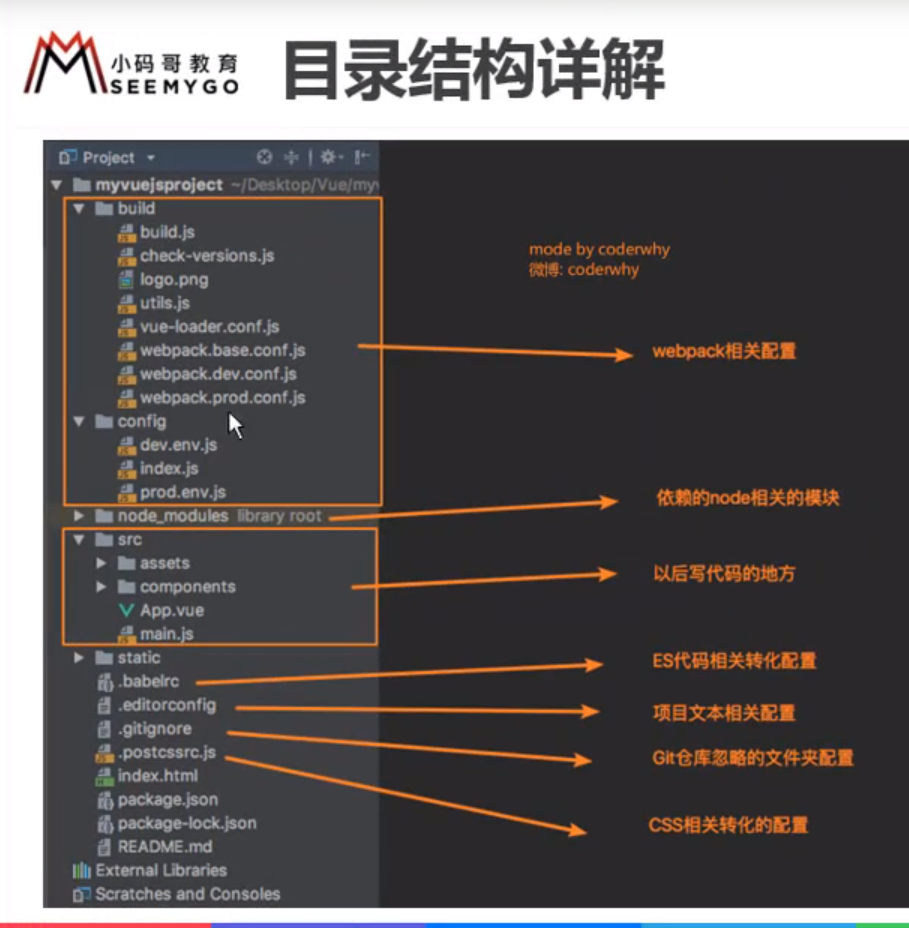 小码哥教育
SEEMYGO
目录结构详解
Project
myvuejsproject ~/Desktop/Vue/my
build
build.js
check-versions.js
mode by coderwhy
微博: coderwhy
logo.png
utils.js
vue-loader.conf.js
webpack.base.conf.js
webpack相关配置
webpack.dev.conf.js
webpack.prod.conf.js
config
dev.env.js
index.js
prod.env.js
依赖的node相关的模块
node_modules library root
src
assets
以后写代码的地方
components
App.vue
main.js
static
ES代码相关转化配置
.babelrc
.editorconfig
项目文本相关配置
.gitignore
Git仓库忽略的文件夹配置
.postcssrc.js
index.html
package.json
CSS相关转化的配置
package-lock.json
README.md
External Libraries
Scratches and Consoles